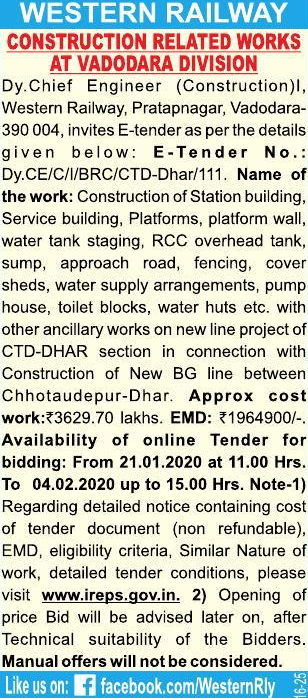 WESTERN RAILWAY
CONSTRUCTION RELATED WORKS
AT VADODARA DIVISION
Dy.Chief Engineer (Construction)I,
Western Railway, Pratapnagar, Vadodara-
390 004, invites E-tender as per the details
given below: E-Tender No.:
Dy.CE/C/I/BRC/CTD-Dhar/111. Name of
the work: Construction of Station building,
Service building, Platforms, platform wall,
water tank staging, RCC overhead tank,
sump, approach road, fencing, cover
sheds, water supply arrangements, pump
house, toilet blocks, water huts etc. with
other ancillary works on new line project of
CTD-DHAR section in connection with
Construction of New BG line between
Chhotaudepur-Dhar. Approx cost
work:₹3629.70 lakhs. EMD: ₹1964900/-.
Availability of online Tender for
bidding: From 21.01.2020 at 11.00 Hrs.
To 04.02.2020 up to 15.00 Hrs. Note-1)
Regarding detailed notice containing cost
of tender document (non refundable),
EMD, eligibility criteria, Similar Nature of
work, detailed tender conditions, please
visit www.ireps.gov.in. 2) Opening of
price Bid will be advised later on, after
Technical suitability of the Bidders.
Manual offers will not be considered.
Like us on: f facebook.com/WesternRly